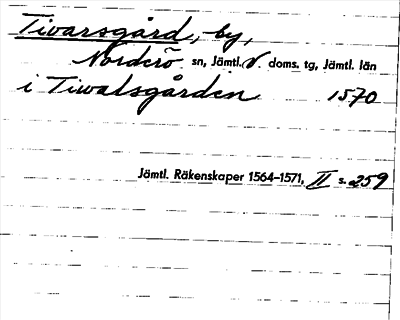 Tivarsgård, by,
Norderö sn, Jämtl. V. doms. tg, Jämtl. län
i Tiwalsgården 1570
Jämtl. Räkenskaper 1564–1571, II s. 259